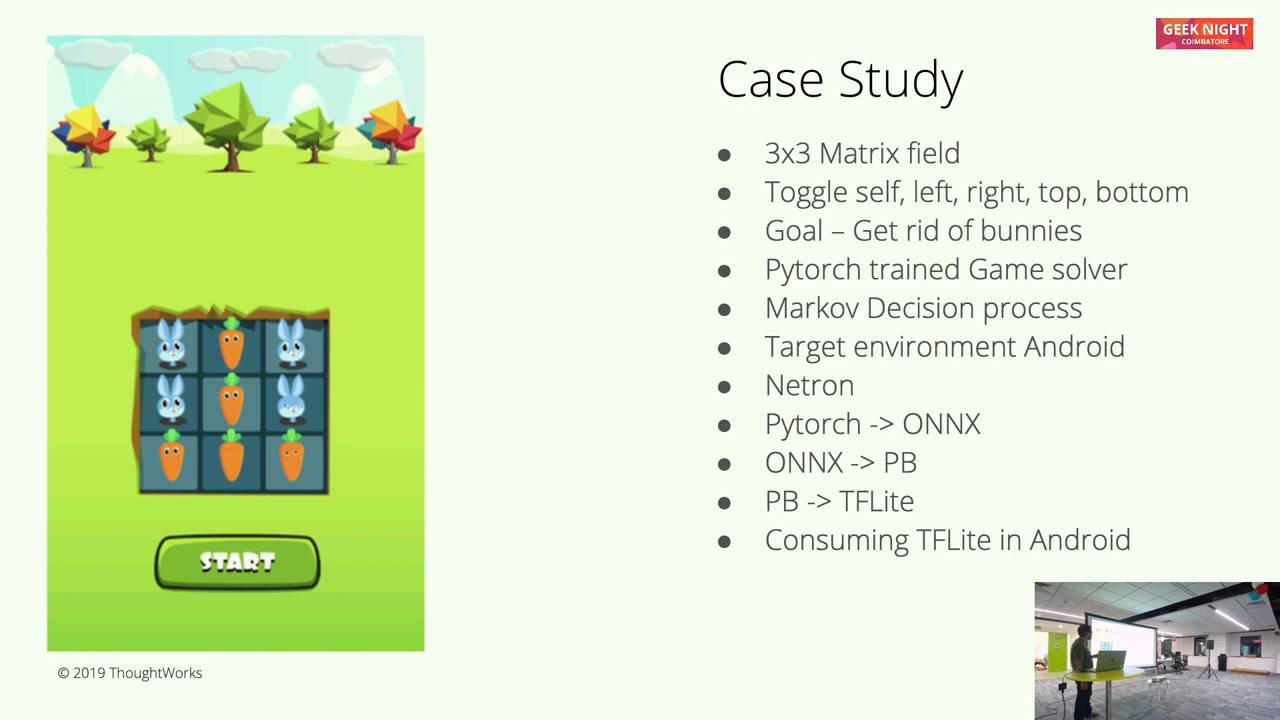 GEEK NIGHT
COIMBATORE
Case Study
● 3x3 Matrix field
● Toggle self, left, right, top, bottom
● Goal – Get rid of bunnies
● Pytorch trained Game solver
● Markov Decision process
● Target environment Android
● Netron
● Pytorch -> ONNX
● ONNX -> PB
● PB -> TFLite
● Consuming TFLite in Android
START
© 2019 ThoughtWorks